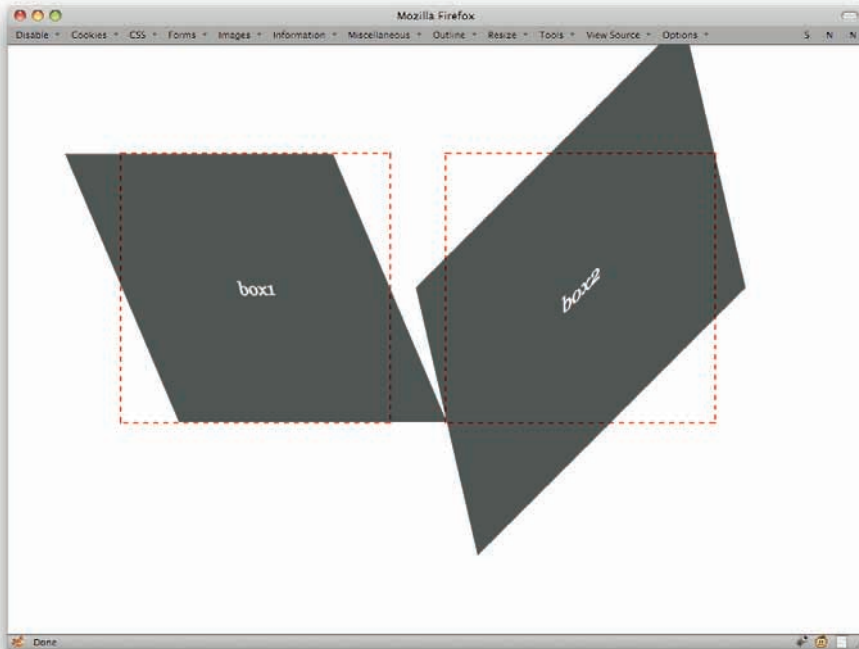 Mozilla Firefox
Disable Cookies CSS Forms Images Information Miscellaneous Outline Resize Tools View Source Options S N N
box1
box2
Done